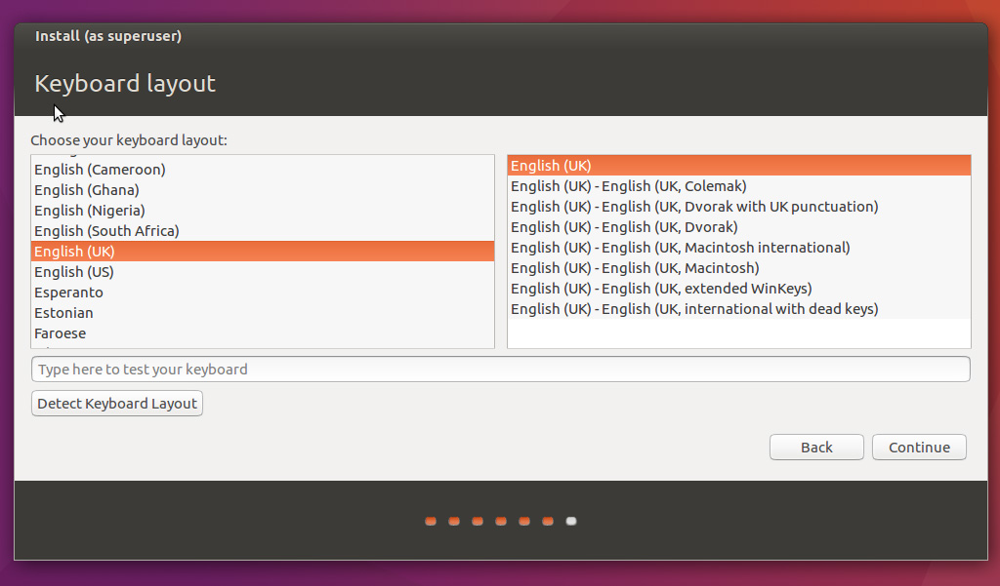 Install (as superuser)
Keyboard layout
Choose your keyboard layout:
English (Cameroon)
English (Ghana)
English (Nigeria)
English (South Africa)
English (UK)
English (US)
Esperanto
Estonian
Faroese
English (UK)
English (UK) - English (UK, Colemak)
English (UK) - English (UK, Dvorak with UK punctuation)
English (UK) - English (UK, Dvorak)
English (UK) - English (UK, Macintosh international)
English (UK) - English (UK, Macintosh)
English (UK) - English (UK, extended WinKeys)
English (UK) - English (UK, international with dead keys)
Type here to test your keyboard
Detect Keyboard Layout
Back
Continue